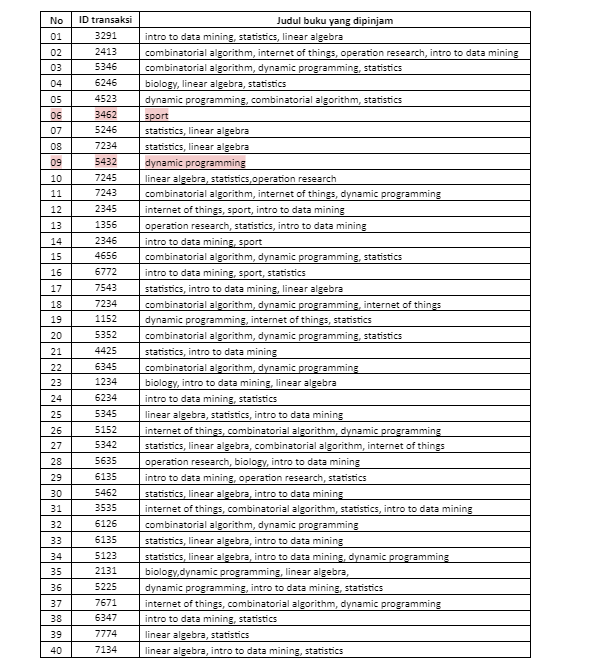 No ID transaksi Judul buku yang dipinjam
01 3291 intro to data mining, statistics, linear algebra
02 2413 combinatorial algorithm, internet of things, operation research, intro to data mining
03 5346 combinatorial algorithm, dynamic programming, statistics
04 6246 biology, linear algebra, statistics
05 4523 dynamic programming, combinatorial algorithm, statistics
06 3462 sport
07 5246 statistics, linear algebra
08 7234 statistics, linear algebra
09 5432 dynamic programming
10 7245 linear algebra, statistics,operation research
11 7243 combinatorial algorithm, internet of things, dynamic programming
12 2345 internet of things, sport, intro to data mining
13 1356 operation research, statistics, intro to data mining
14 2346 intro to data mining, sport
15 4656 combinatorial algorithm, dynamic programming, statistics
16 6772 intro to data mining, sport, statistics
17 7543 statistics, intro to data mining, linear algebra
18 7234 combinatorial algorithm, dynamic programming, internet of things
19 1152 dynamic programming, internet of things, statistics
20 5352 combinatorial algorithm, dynamic programming, statistics
21 4425 statistics, intro to data mining
22 6345 combinatorial algorithm, dynamic programming
23 1234 biology, intro to data mining, linear algebra
24 6234 intro to data mining, statistics
25 5345 linear algebra, statistics, intro to data mining
26 5152 internet of things, combinatorial algorithm, dynamic programming
27 5342 statistics, linear algebra, combinatorial algorithm, internet of things
28 5635 operation research, biology, intro to data mining
29 6135 intro to data mining, operation research, statistics
30 5462 statistics, linear algebra, intro to data mining
31 3535 internet of things, combinatorial algorithm, statistics, intro to data mining
32 6126 combinatorial algorithm, dynamic programming
33 6135 statistics, linear algebra, intro to data mining
34 5123 statistics, linear algebra, intro to data mining, dynamic programming
35 2131 biology,dynamic programming, linear algebra,
36 5225 dynamic programming, intro to data mining, statistics
37 7671 internet of things, combinatorial algorithm, dynamic programming
38 6347 intro to data mining, statistics
39 7774 linear algebra, statistics
40 7134 linear algebra, intro to data mining, statistics